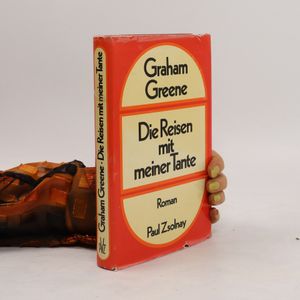 Graham
Greene
Die Reisen
mit
meiner Tante
Roman
Paul Zsolnay
Graham Greene · Die Reisen mit meiner Tante